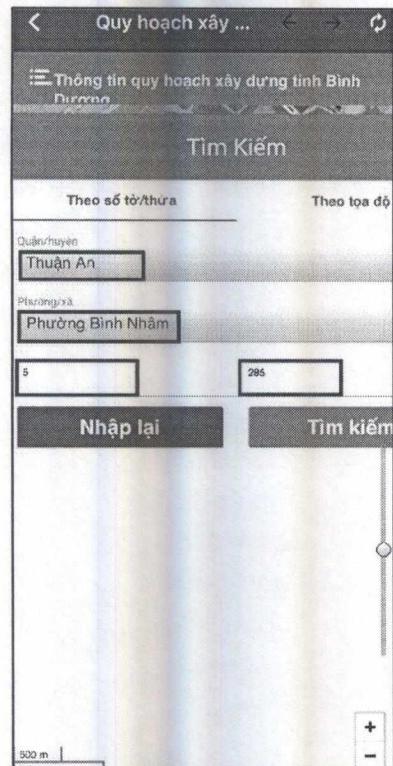 Quy hoạch xây ...
Thông tin quy hoạch xây dựng tỉnh Bình
Dương
Tìm Kiếm
Theo số tờ/thửa
Theo tọa độ
Quận/huyện
Thuận An
Phường/xã
Phường Bình Nhâm
5
285
Nhập lại
Tìm kiếm
+
−
500 m